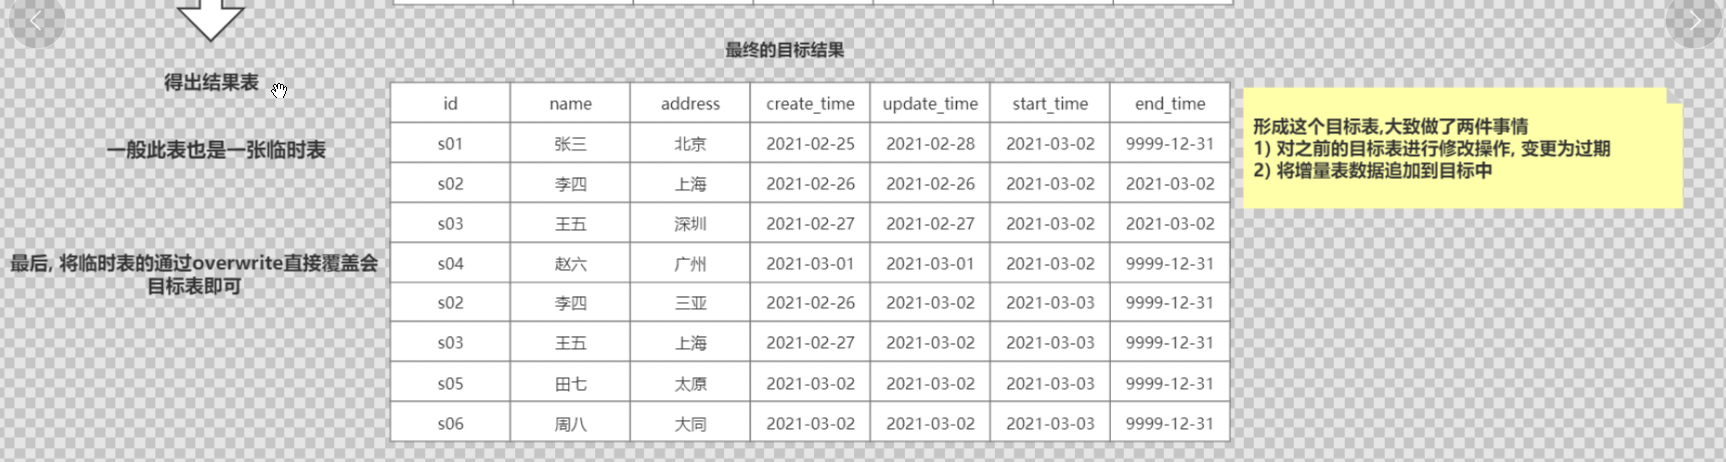 最终的目标结果
得出结果表
一般此表也是一张临时表
最后, 将临时表的通过overwrite直接覆盖会
目标表即可
id name address create_time update_time start_time end_time
s01 张三 北京 2021-02-25 2021-02-28 2021-03-02 9999-12-31
s02 李四 上海 2021-02-26 2021-02-26 2021-03-02 2021-03-02
s03 王五 深圳 2021-02-27 2021-02-27 2021-03-02 2021-03-02
s04 赵六 广州 2021-03-01 2021-03-01 2021-03-02 9999-12-31
s02 李四 三亚 2021-02-26 2021-03-02 2021-03-03 9999-12-31
s03 王五 上海 2021-02-27 2021-03-02 2021-03-03 9999-12-31
s05 田七 太原 2021-03-02 2021-03-02 2021-03-03 9999-12-31
s06 周八 大同 2021-03-02 2021-03-02 2021-03-03 9999-12-31
形成这个目标表,大致做了两件事情
1) 对之前的目标表进行修改操作, 变更为过期
2) 将增量表数据追加到目标中